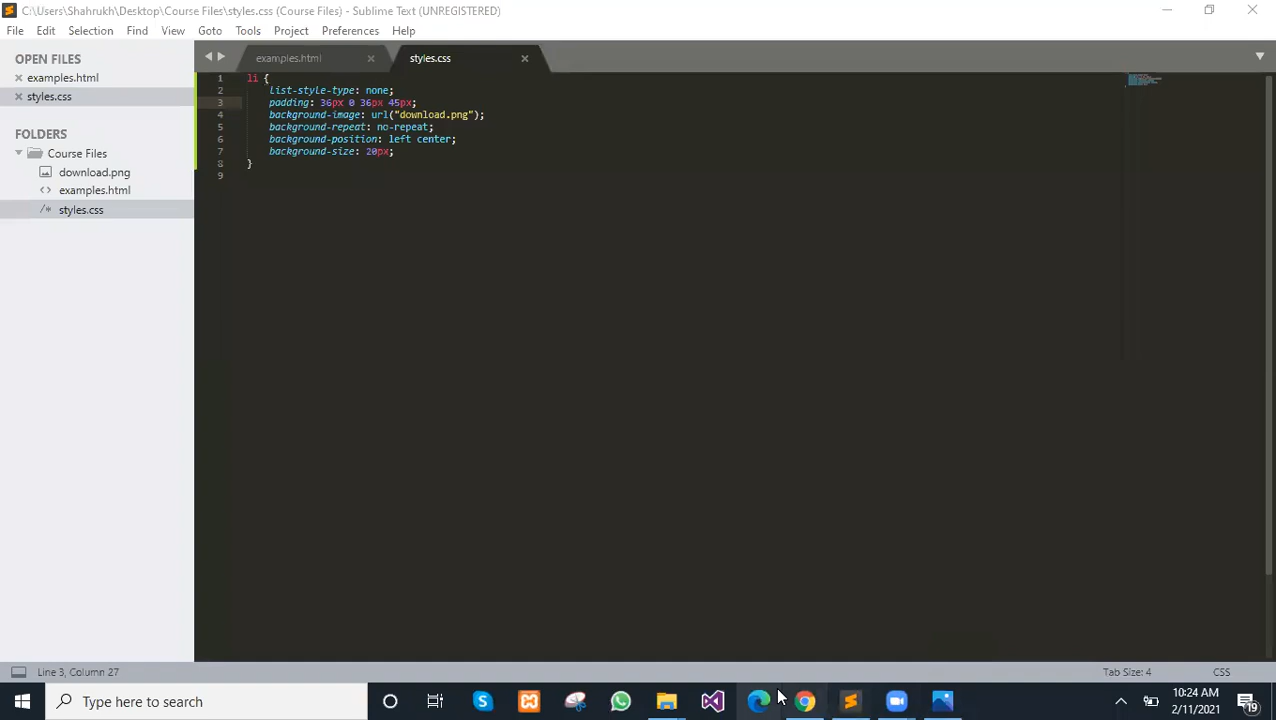 C:\Users\Shahrukh\Desktop\Course Files\styles.css (Course Files) - Sublime Text (UNREGISTERED)
File Edit Selection Find View Goto Tools Project Preferences Help
OPEN FILES
examples.html
styles.css
FOLDERS
Course Files
download.png
<> examples.html
/* styles.css
examples.html
styles.css
1 li {
2 list-style-type: none;
3 padding: 36px 0 36px 45px;
4 background-image: url("download.png");
5 background-repeat: no-repeat;
6 background-position: left center;
7 background-size: 20px;
8 }
9
Line 3, Column 27
Tab Size: 4
CSS
Type here to search
10:24 AM
2/11/2021
19